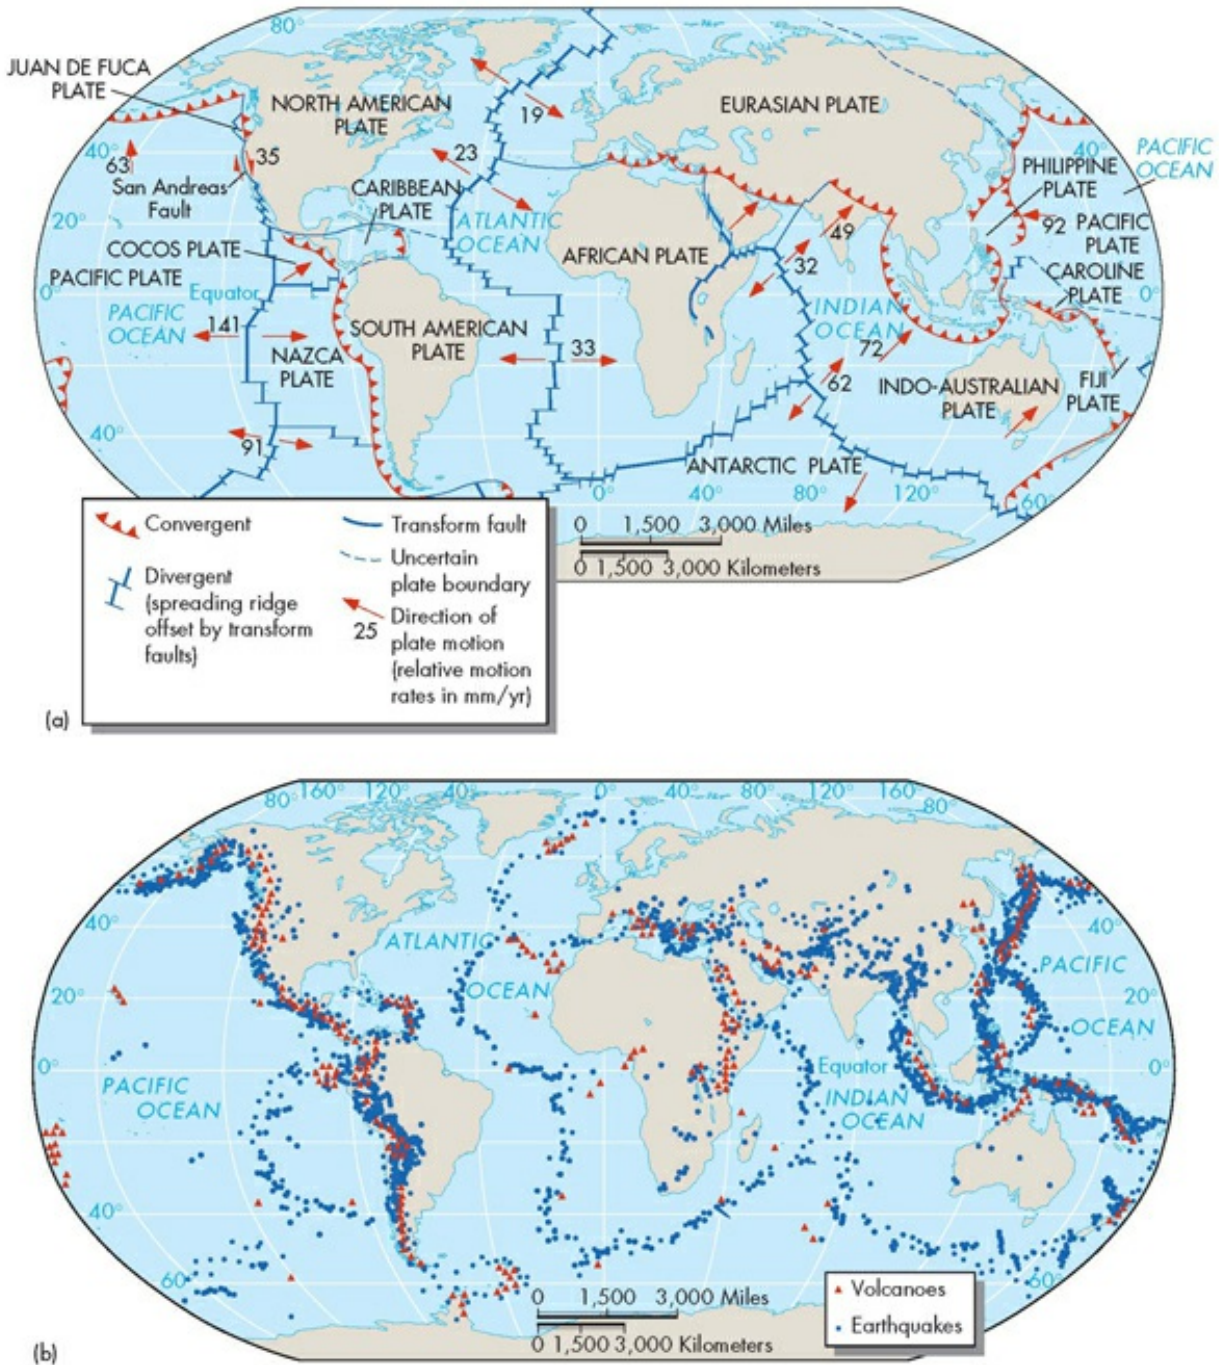 80°
JUAN DE FUCA
PLATE
NORTH AMERICAN
PLATE
EURASIAN PLATE
19
40°
63
35
San Andreas
Fault
23
CARIBBEAN
PLATE
ATLANTIC
OCEAN
20°
COCOS PLATE
PACIFIC PLATE
0°
Equator
PACIFIC
OCEAN
141
NAZCA
PLATE
SOUTH AMERICAN
PLATE
33
AFRICAN PLATE
40°
PACIFIC
OCEAN
PHILIPPINE
PLATE
92
PACIFIC
PLATE
CAROLINE
PLATE
0°
49
32
INDIAN
OCEAN
72
62
INDO-AUSTRALIAN
PLATE
FIJI
PLATE
40°
91
ANTARCTIC PLATE
0°
40°
80°
120°
60°
Convergent
Divergent
(spreading ridge
offset by transform
faults)
Transform fault
Uncertain
plate boundary
25
Direction of
plate motion
(relative motion
rates in mm/yr)
0 1,500 3,000 Miles
0 1,500 3,000 Kilometers
(a)
80° 160° 120° 40° 0° 40° 80° 120° 160° 80°
40°
ATLANTIC
OCEAN
40°
PACIFIC
OCEAN
20°
20°
0°
Equator
0°
PACIFIC
OCEAN
INDIAN
OCEAN
40°
60°
60°
0 1,500 3,000 Miles
0 1,500 3,000 Kilometers
Volcanoes
Earthquakes
(b)